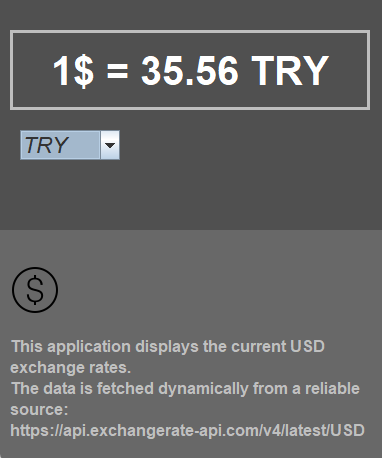 1$ = 35.56 TRY
TRY
$
This application displays the current USD
exchange rates.
The data is fetched dynamically from a reliable
source:
https://api.exchangerate-api.com/v4/latest/USD